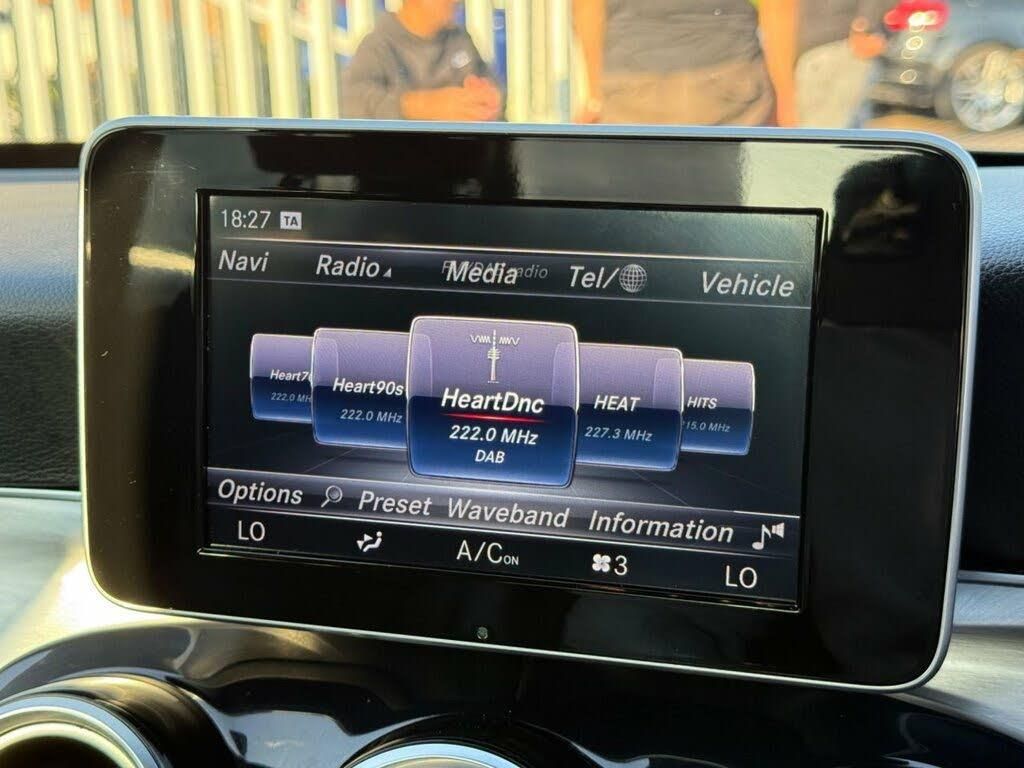 18:27 TA
Navi Radio Media Tel/ Vehicle
Heart90s HeartDnc HEAT HITS
222.0 MHz 222.0 MHz 227.3 MHz
DAB
Options Preset Waveband Information
LO A/C ON 3 LO